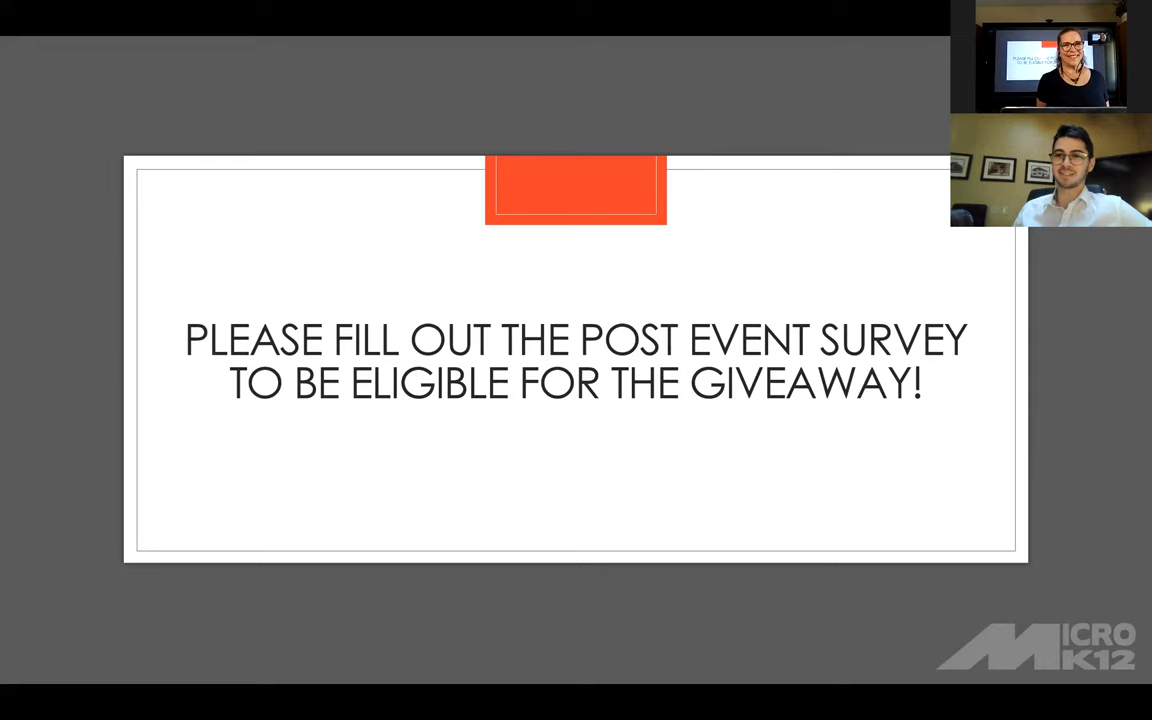 PLEASE FILL OUT THE POST EVENT SURVEY
TO BE ELIGIBLE FOR THE GIVEAWAY!
MICRO
K12